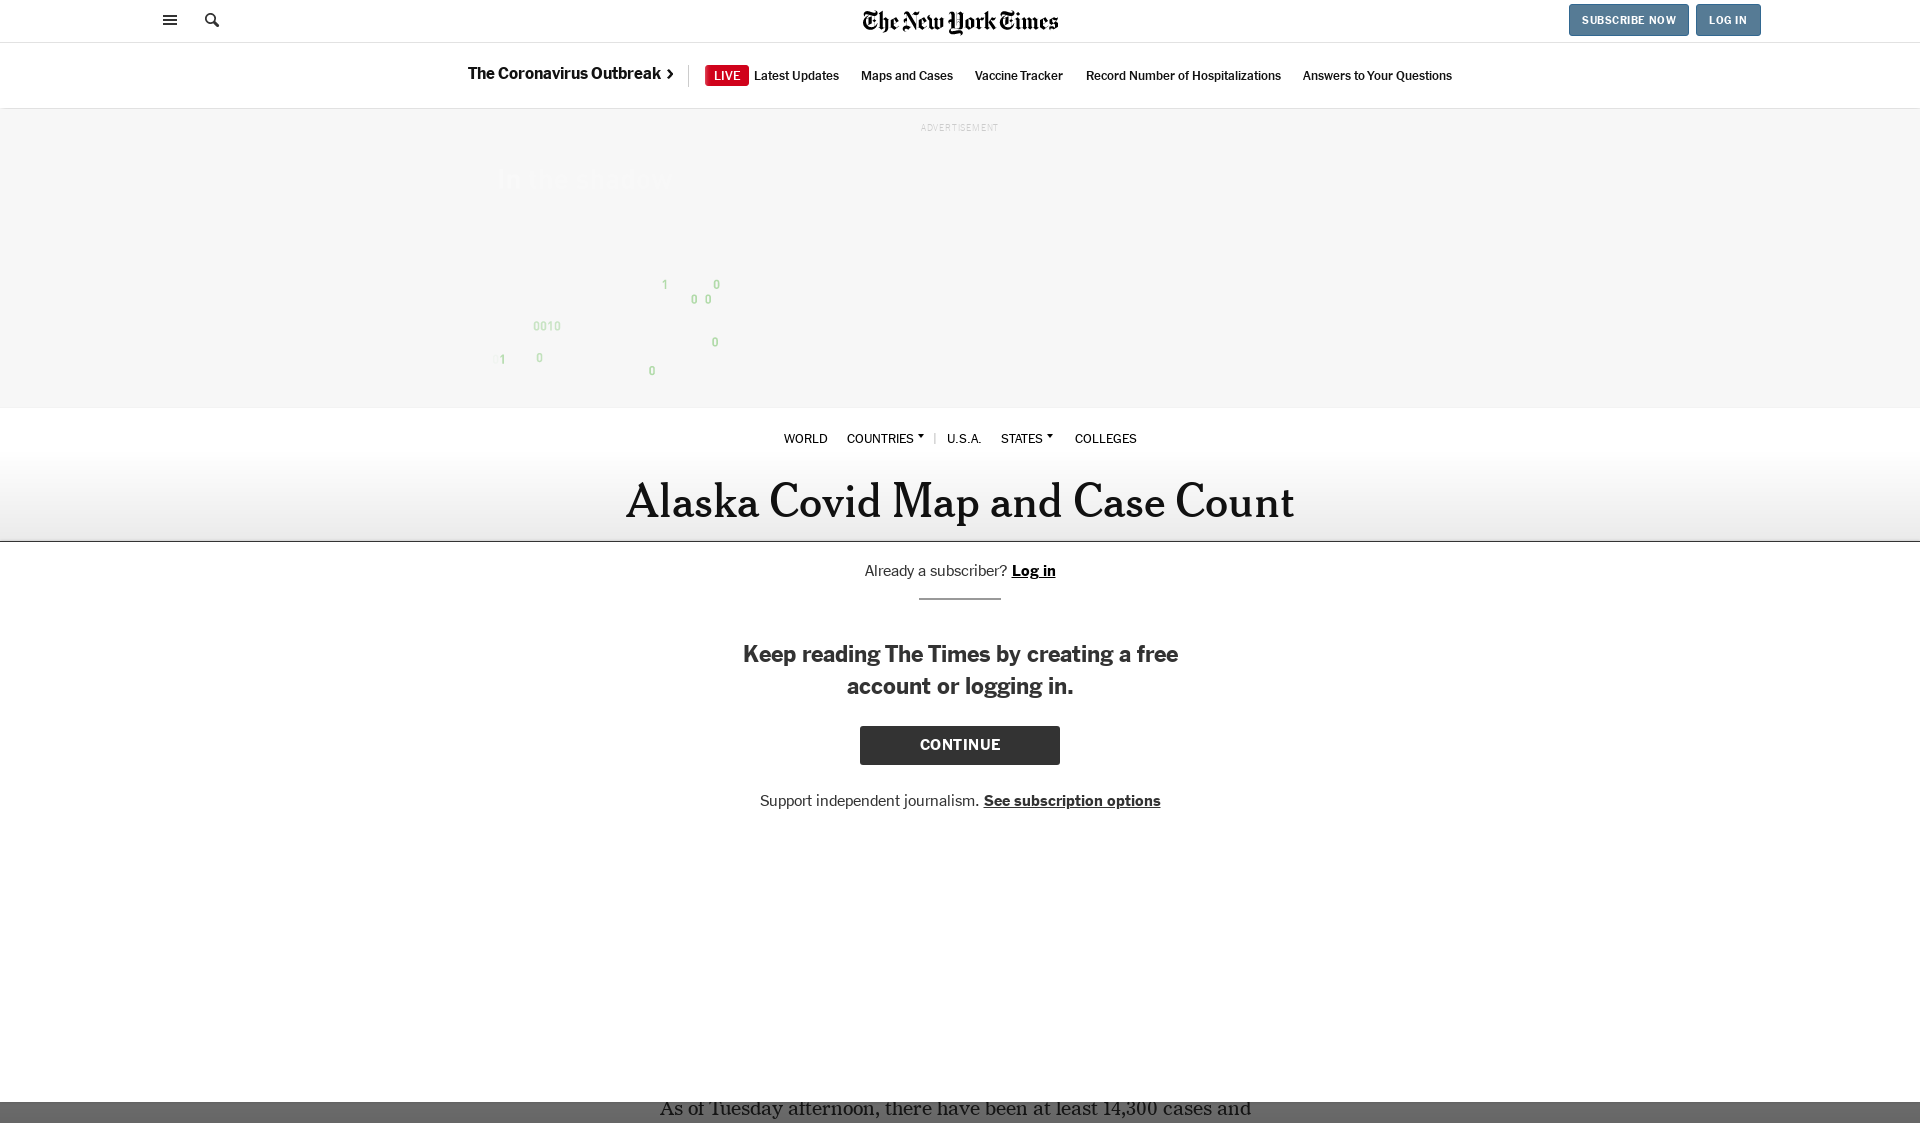 The New York Times
SUBSCRIBE NOW
LOG IN
The Coronavirus Outbreak
LIVE Latest Updates
Maps and Cases
Vaccine Tracker
Record Number of Hospitalizations
Answers to Your Questions
ADVERTISEMENT
1 0
0 0
0010
0
1 0
0
WORLD COUNTRIES | U.S.A. STATES COLLEGES
Alaska Covid Map and Case Count
Already a subscriber? Log in
Keep reading The Times by creating a free
account or logging in.
CONTINUE
Support independent journalism. See subscription options
As of Tuesday afternoon, there have been at least 14,300 cases and